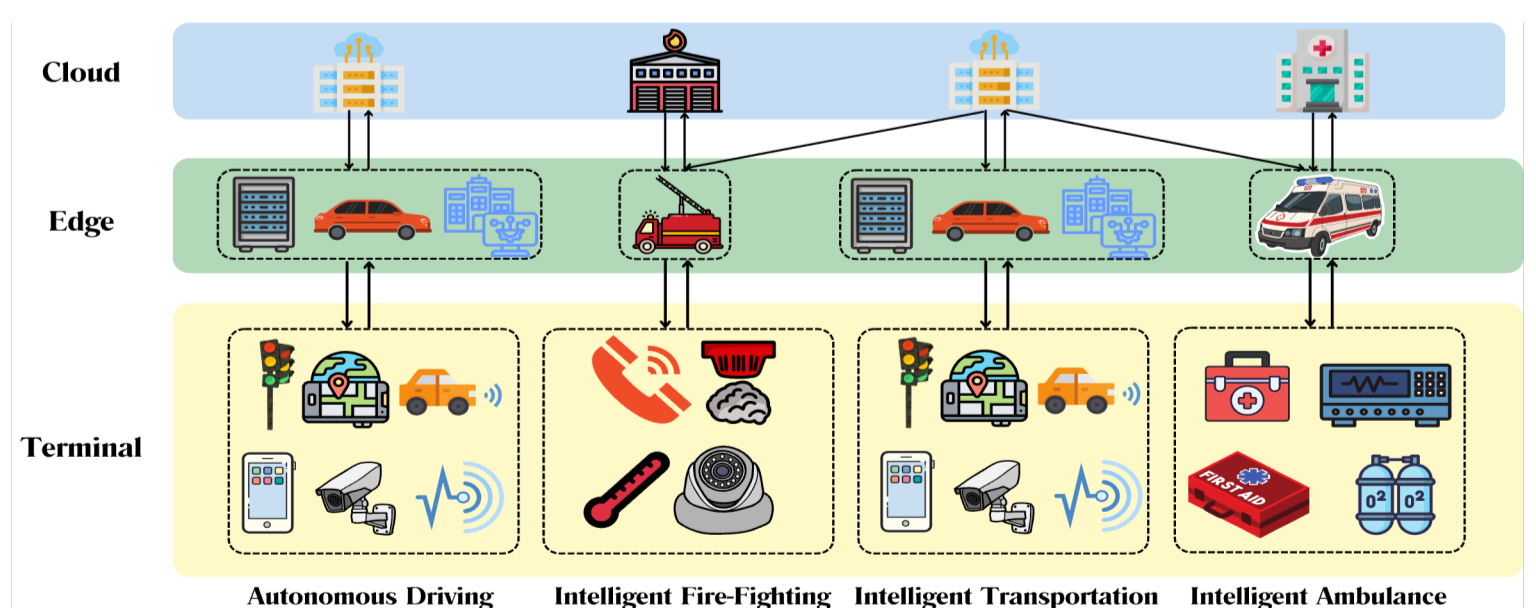 Cloud
Edge
Terminal
FIRST AID
0²
0²
Autonomous Driving
Intelligent Fire-Fighting
Intelligent Transportation
Intelligent Ambulance